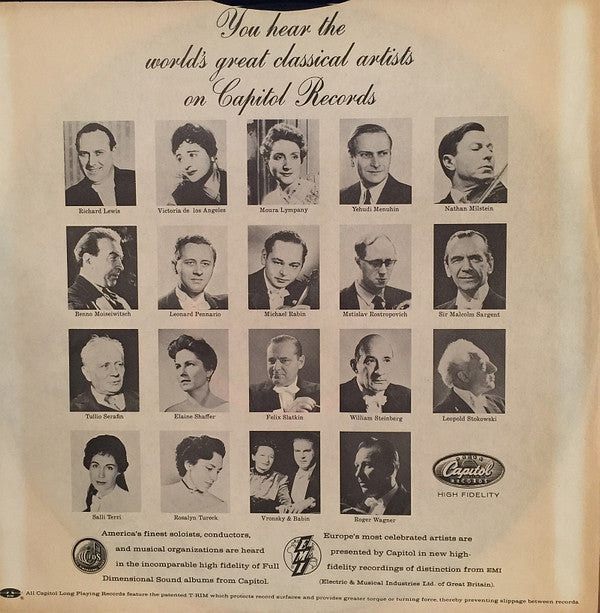 You hear the
world's great classical artists
on Capitol Records
Richard Lewis
Victoria de los Angeles
Moura Lympany
Yehudi Menuhin
Nathan Milstein
Benno Moiseiwitsch
Leonard Pennario
Michael Rabin
Mstislav Rostropovich
Sir Malcolm Sargent
Tullio Serafin
Elaine Shaffer
Felix Slatkin
William Steinberg
Leopold Stokowski
Salli Terri
Rosalyn Tureck
Vronsky & Babin
Roger Wagner
Capitol
RECORDS
HIGH FIDELITY
America's finest soloists, conductors,
and musical organizations are heard
in the incomparable high fidelity of Full
Dimensional Sound albums from Capitol.
FDS
EMI
Europe's most celebrated artists are
presented by Capitol in new high-
fidelity recordings of distinction from EMI
(Electric & Musical Industries Ltd. of Great Britain).
All Capitol Long Playing Records feature the patented T-RIM which protects record surfaces and provides greater torque or turning force, thereby preventing slippage between records